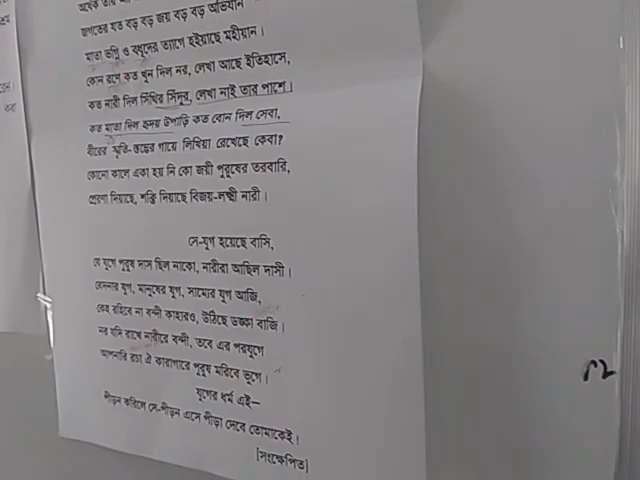 জগতের যত বড় বড় জয় বড় বড় অভিযান
মাতা ভগ্নি ও বধূদের ত্যাগে হইয়াছে মহীয়ান।
কোন রণে কত খুন দিল নর, লেখা আছে ইতিহাসে,
কত নারী দিল সিঁথির সিঁদুর, লেখা নাই তার পাশে।
কত মাতা দিল হৃদয় উপাড়ি কত বোন দিল সেবা,
বীরের স্মৃতি-স্তম্ভের গায়ে লিখিয়া রেখেছে কেবা?
কোনো কালে একা হয় নি কো জয়ী পুরুষের তরবারি,
প্রেরণা দিয়াছে, শক্তি দিয়াছে বিজয়-লক্ষ্মী নারী।
সে-যুগ হয়েছে বাসি,
যে যুগে পুরুষ দাস ছিল নাকো, নারীরা আছিল দাসী।
বেদনার যুগ, মানুষের যুগ, সাম্যের যুগ আজি,
কেহ রহিবে না বন্দী কাহারও, উঠিছে ডঙ্কা বাজি।
নর যদি রাখে নারীরে বন্দী, তবে এর পরযুগে
আপনারি রচা ঐ কারাগারে পুরুষ মরিবে ভুগে।
যুগের ধর্ম এই—
পীড়ন করিলে সে-পীড়ন এসে পীড়া দেবে তোমাকেই।
[সংক্ষেপিত]